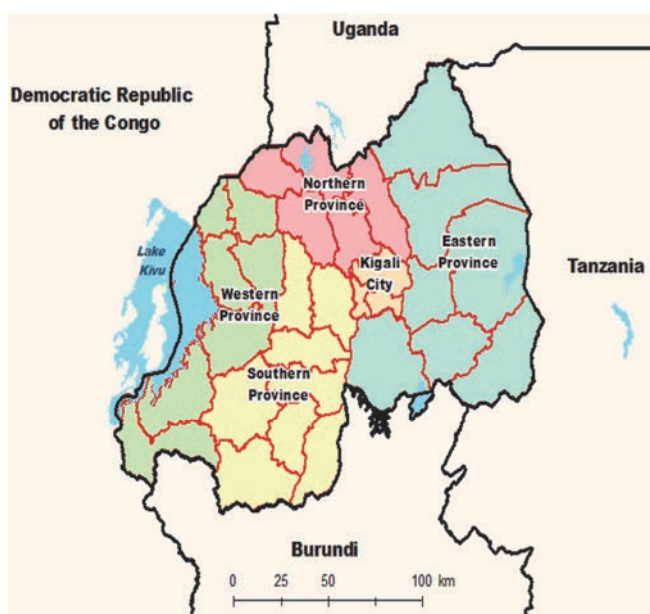 Uganda
Democratic Republic
of the Congo
Northern
Province
Lake
Kivu
Eastern
Province
Kigali
City
Tanzania
Western
Province
Southern
Province
Burundi
0 25 50 100 km